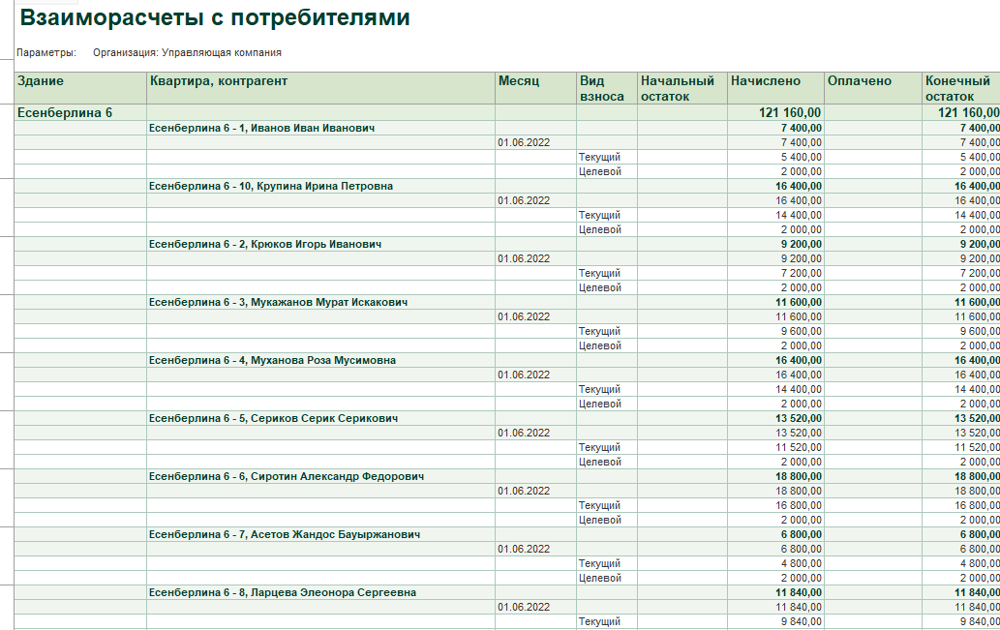 Взаиморасчеты с потребителями
Параметры: Организация: Управляющая компания
Здание Квартира, контрагент Месяц Вид взноса Начальный остаток Начислено Оплачено Конечный остаток
Есенберлина 6 121 160,00 121 160,00
Есенберлина 6 - 1, Иванов Иван Иванович 7 400,00 7 400,00
01.06.2022 7 400,00 7 400,00
Текущий 5 400,00 5 400,00
Целевой 2 000,00 2 000,00
Есенберлина 6 - 10, Крупина Ирина Петровна 16 400,00 16 400,00
01.06.2022 16 400,00 16 400,00
Текущий 14 400,00 14 400,00
Целевой 2 000,00 2 000,00
Есенберлина 6 - 2, Крюков Игорь Иванович 9 200,00 9 200,00
01.06.2022 9 200,00 9 200,00
Текущий 7 200,00 7 200,00
Целевой 2 000,00 2 000,00
Есенберлина 6 - 3, Мукажанов Мурат Искакович 11 600,00 11 600,00
01.06.2022 11 600,00 11 600,00
Текущий 9 600,00 9 600,00
Целевой 2 000,00 2 000,00
Есенберлина 6 - 4, Муханова Роза Мусимовна 16 400,00 16 400,00
01.06.2022 16 400,00 16 400,00
Текущий 14 400,00 14 400,00
Целевой 2 000,00 2 000,00
Есенберлина 6 - 5, Сериков Серик Серикович 13 520,00 13 520,00
01.06.2022 13 520,00 13 520,00
Текущий 11 520,00 11 520,00
Целевой 2 000,00 2 000,00
Есенберлина 6 - 6, Сиротин Александр Федорович 18 800,00 18 800,00
01.06.2022 18 800,00 18 800,00
Текущий 16 800,00 16 800,00
Целевой 2 000,00 2 000,00
Есенберлина 6 - 7, Асетов Жандос Бауыржанович 6 800,00 6 800,00
01.06.2022 6 800,00 6 800,00
Текущий 4 800,00 4 800,00
Целевой 2 000,00 2 000,00
Есенберлина 6 - 8, Ларцева Элеонора Сергеевна 11 840,00 11 840,00
01.06.2022 11 840,00 11 840,00
Текущий 9 840,00 9 840,00